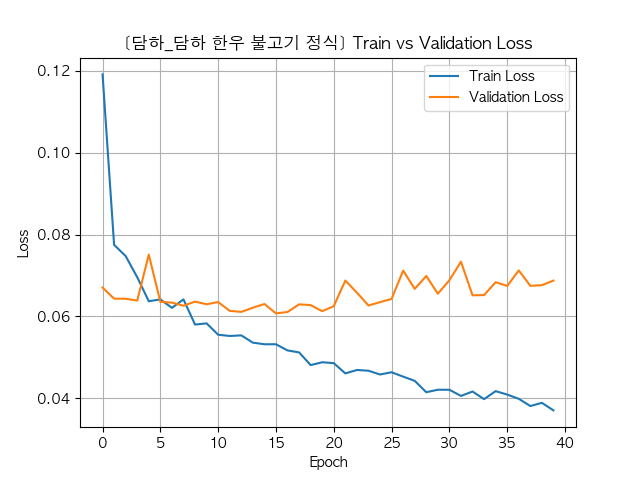 [담하_담하 한우 불고기 정식] Train vs Validation Loss
Train Loss
Validation Loss
Loss
0.12
0.10
0.08
0.06
0.04
0 5 10 15 20 25 30 35 40
Epoch